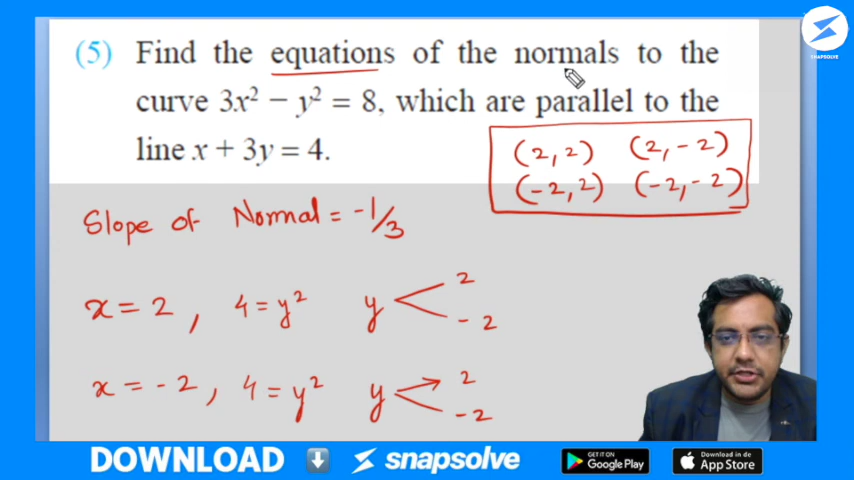 SNAPSOLVE
(5) Find the equations of the normals to the
curve 3x² − y² = 8, which are parallel to the
line x + 3y = 4.
(2, 2) (2, -2)
(-2, 2) (-2, -2)
Slope of Normal = -1/3
x = 2, 4 = y² y < 2
-2
x = -2, 4 = y² y < 2
-2
DOWNLOAD snapsolve GET IT ON Google Play Download on de App Store